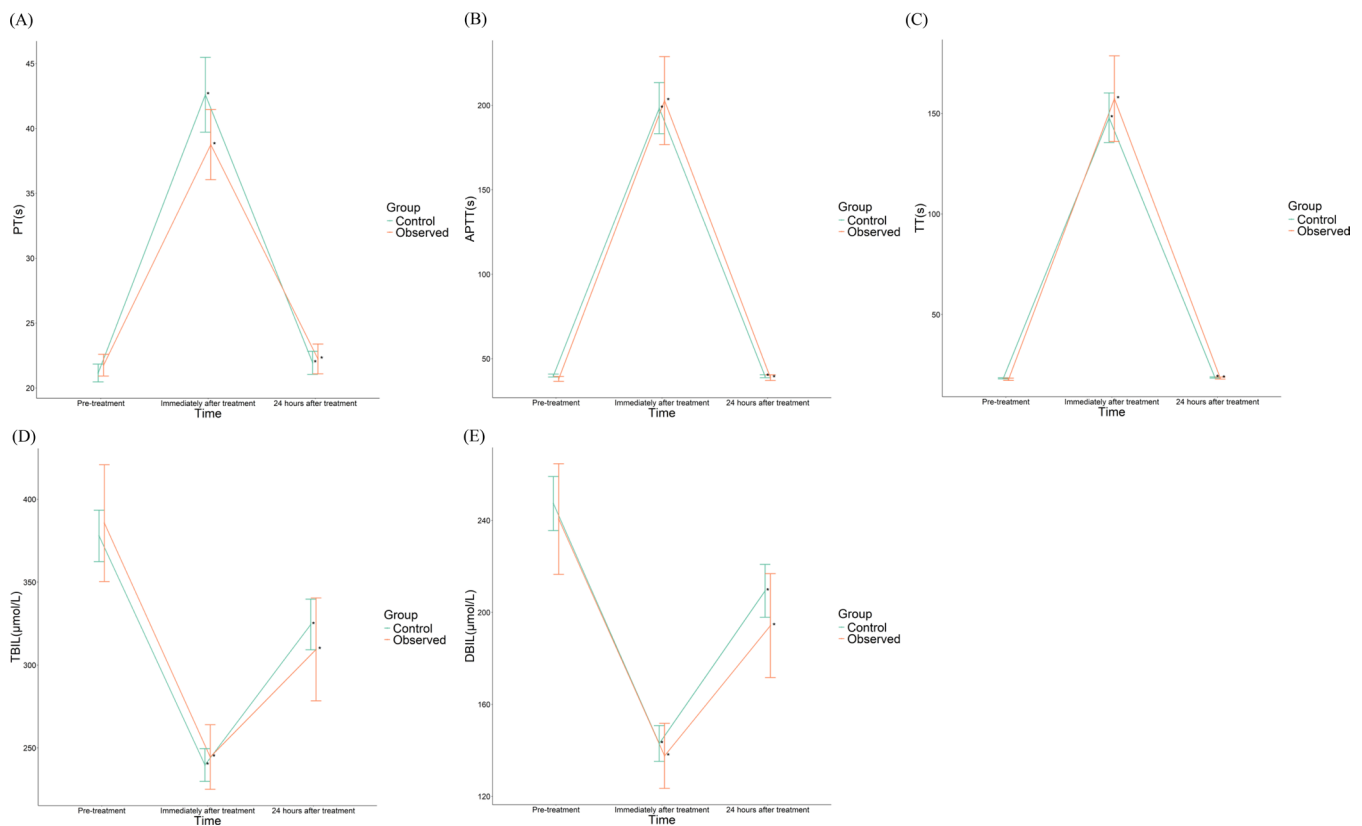 (A)
PT(s)
45
40
35
30
25
20
Pre-treatment
Immediately after treatment
24 hours after treatment
Time
Group
Control
Observed
(B)
APTT(s)
200
150
100
50
Pre-treatment
Immediately after treatment
24 hours after treatment
Time
Group
Control
Observed
(C)
TT(s)
150
100
50
Pre-treatment
Immediately after treatment
24 hours after treatment
Time
Group
Control
Observed
(D)
TBIL(μmol/L)
400
350
300
250
Pre-treatment
Immediately after treatment
24 hours after treatment
Time
Group
Control
Observed
(E)
DBIL(μmol/L)
240
200
160
120
Pre-treatment
Immediately after treatment
24 hours after treatment
Time
Group
Control
Observed